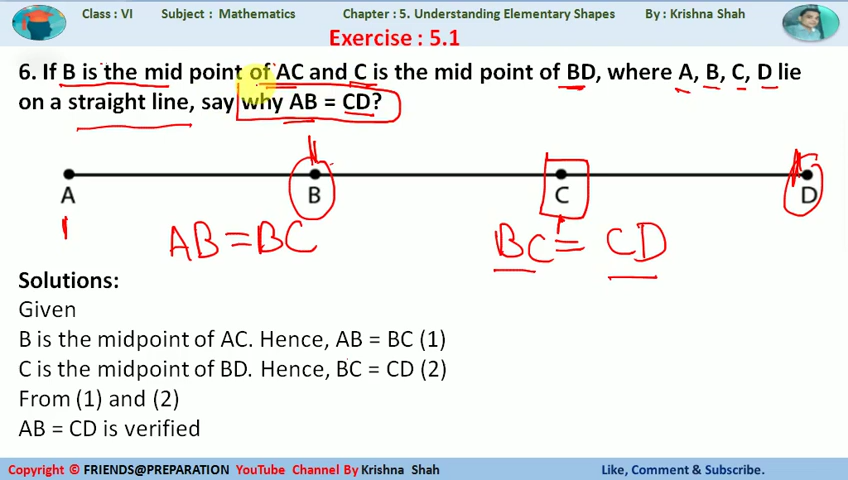 Class : VI Subject : Mathematics Chapter : 5. Understanding Elementary Shapes By : Krishna Shah
Exercise : 5.1
6. If B is the mid point of AC and C is the mid point of BD, where A, B, C, D lie
on a straight line, say why AB = CD?
A B C D
AB = BC BC = CD
Solutions:
Given
B is the midpoint of AC. Hence, AB = BC (1)
C is the midpoint of BD. Hence, BC = CD (2)
From (1) and (2)
AB = CD is verified
Copyright © FRIENDS@PREPARATION YouTube Channel By Krishna Shah Like, Comment & Subscribe.